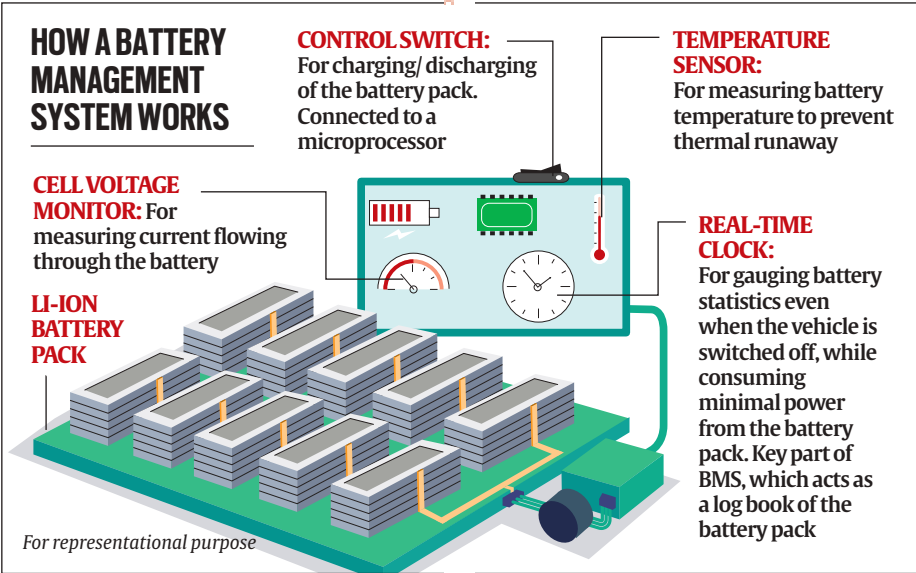 HOW A BATTERY
MANAGEMENT
SYSTEM WORKS
CONTROL SWITCH:
For charging/ discharging
of the battery pack.
Connected to a
microprocessor
TEMPERATURE
SENSOR:
For measuring battery
temperature to prevent
thermal runaway
CELL VOLTAGE
MONITOR: For
measuring current flowing
through the battery
REAL-TIME
CLOCK:
For gauging battery
statistics even
when the vehicle is
switched off, while
consuming
minimal power
from the battery
pack. Key part of
BMS, which acts as
a log book of the
battery pack
LI-ION
BATTERY
PACK
For representational purpose